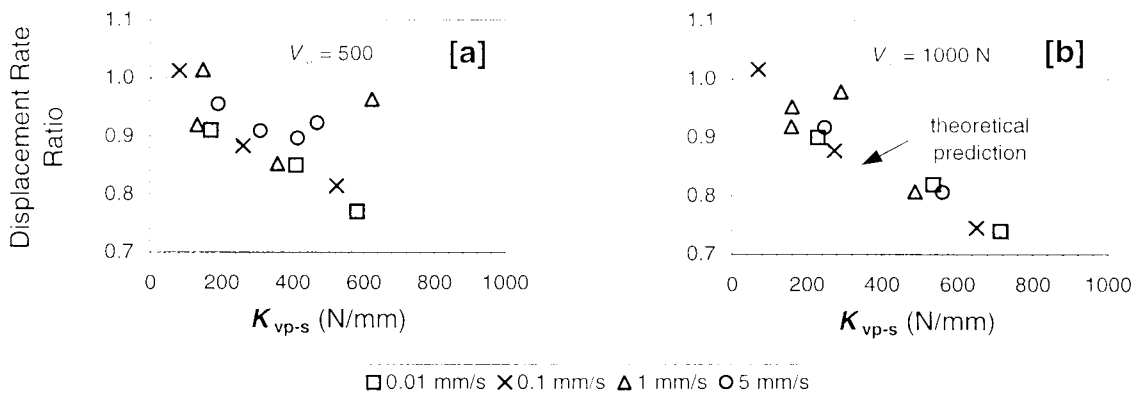 Displacement Rate
Ratio
1.1
1.0
0.9
0.8
0.7
V = 500
[a]
0 200 400 600 800 1000
K vp-s (N/mm)
1.1
1.0
0.9
0.8
0.7
V = 1000 N
[b]
theoretical
prediction
0 200 400 600 800 1000
K vp-s (N/mm)
0.01 mm/s 0.1 mm/s 1 mm/s 5 mm/s